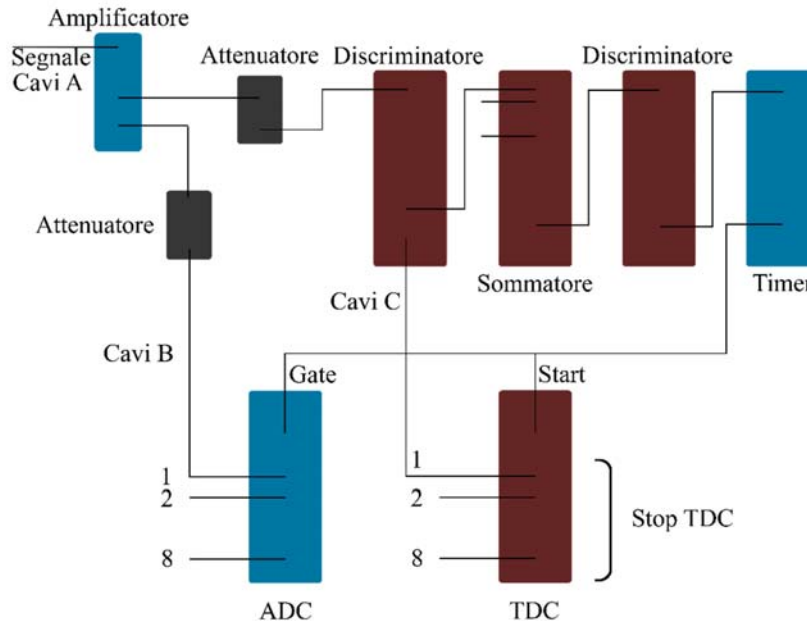 Amplificatore
Segnale
Cavi A
Attenuatore
Discriminatore
Discriminatore
Attenuatore
Sommatore
Timer
Cavi C
Cavi B
Gate
Start
1
2
8
1
2
8
Stop TDC
ADC
TDC